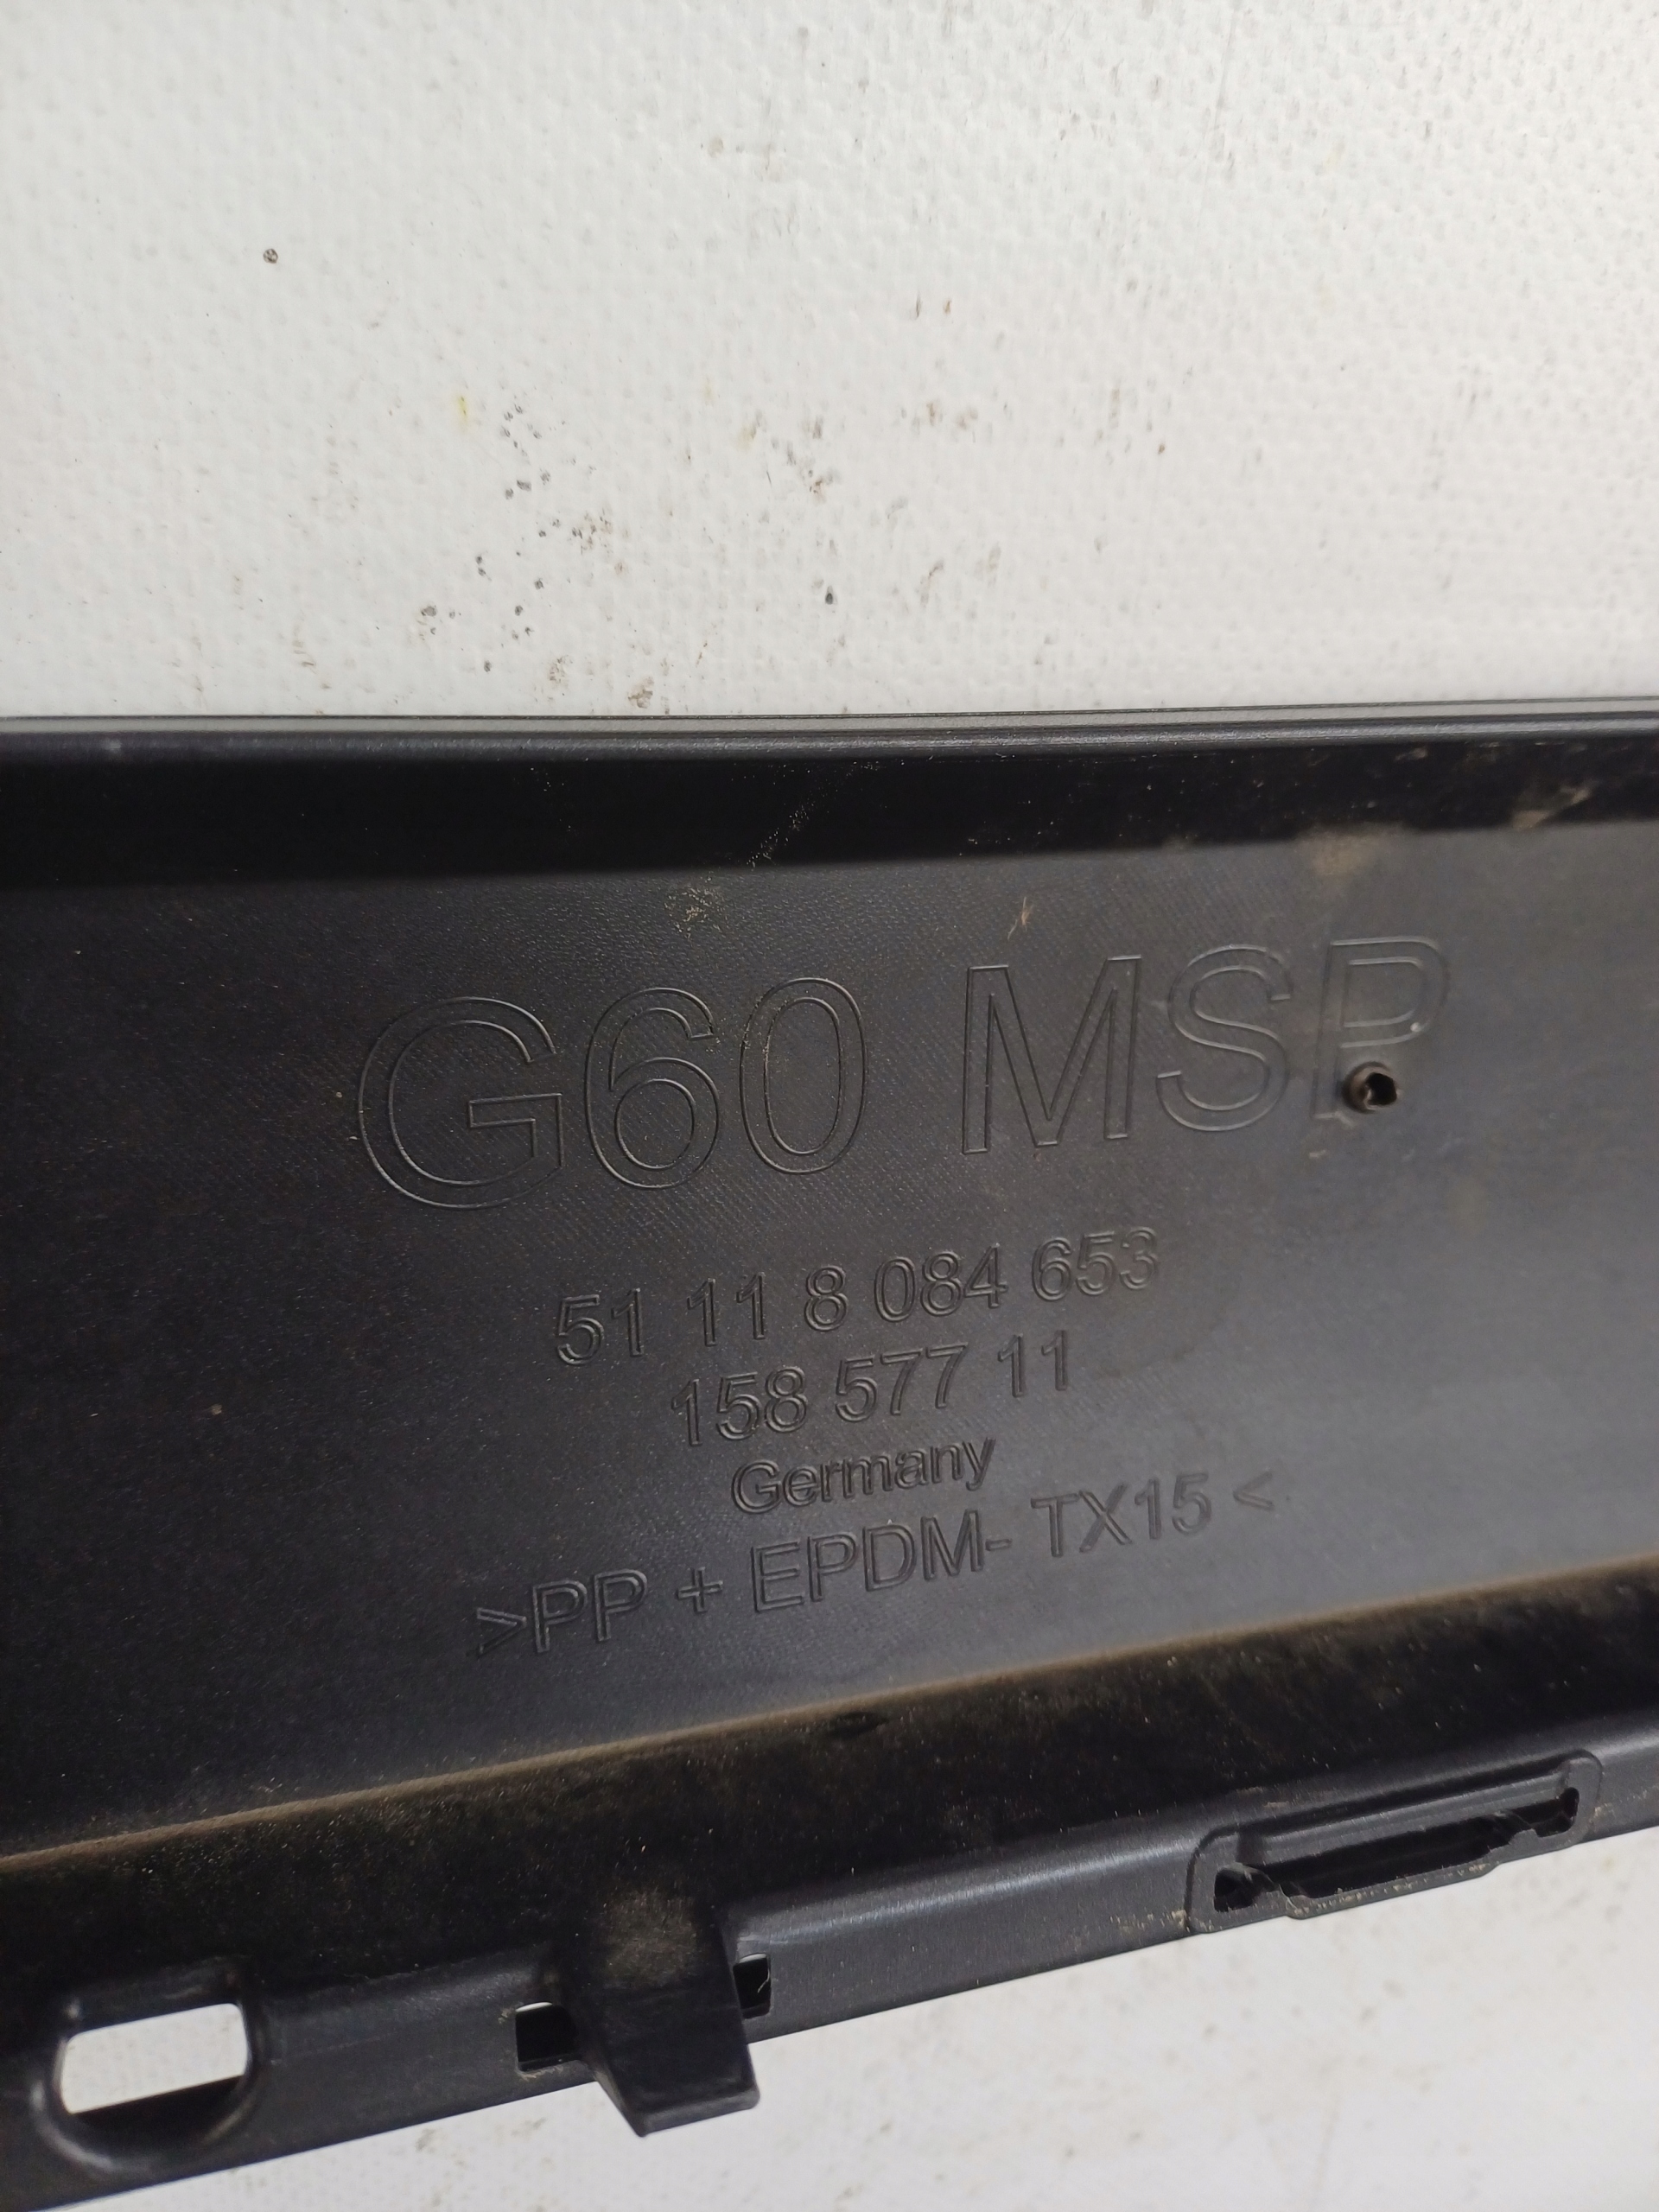 G60 MSP
51 11 8 084 653
158 577 11
Germany
>PP + EPDM- TX15 <